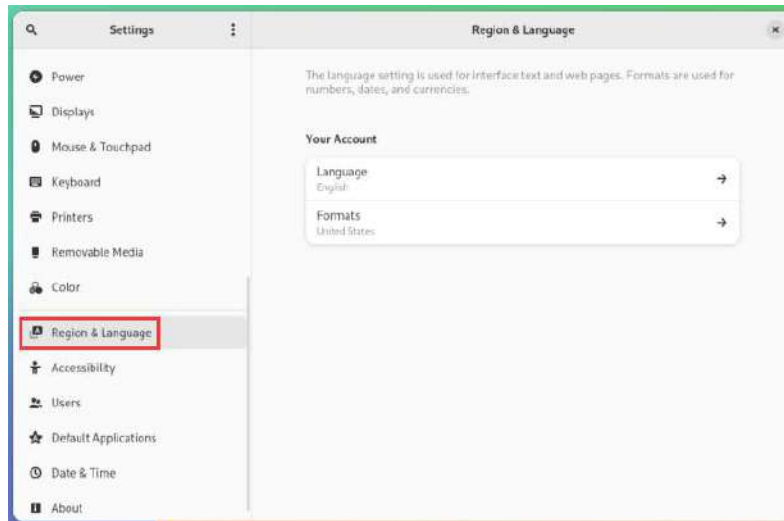 Settings
Region & Language
Power
Displays
Mouse & Touchpad
Keyboard
Printers
Removable Media
Color
Region & Language
Accessibility
Users
Default Applications
Date & Time
About
The language setting is used for interface text and web pages. Formats are used for
numbers, dates, and currencies.
Your Account
Language
English
Formats
United States